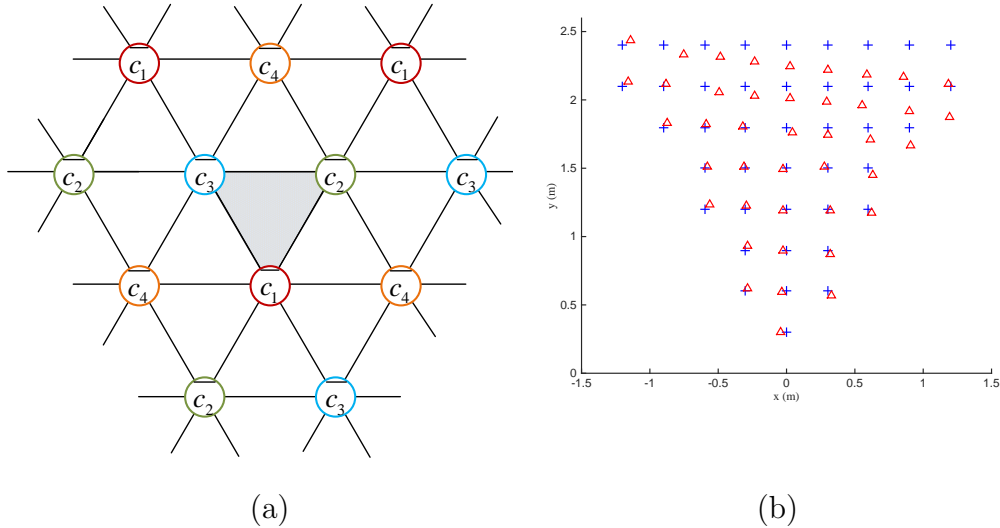 c₁ c₄ c₁
c₂ c₃ c₂ c₃
c₄ c₁ c₄
c₂ c₃
(a)
y (m)
2.5
2
1.5
1
0.5
0
-1.5 -1 -0.5 0 0.5 1 1.5
x (m)
(b)